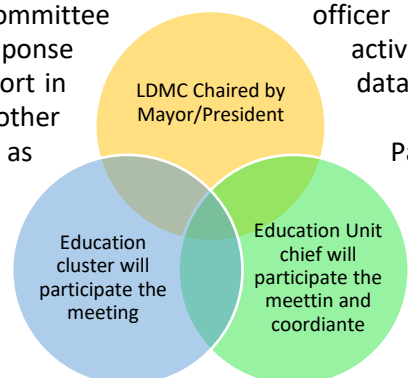 ommittee
sponse
ort in
other
as
officer
activ
data
Pa
LDMC Chaired by
Mayor/President
Education
cluster will
participate the
meeting
Education Unit
chief will
participate the
meettin and
coordiante